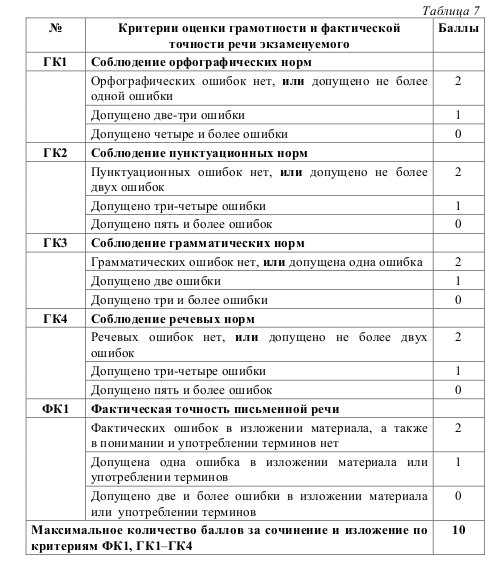 Таблица 7
№ Критерии оценки грамотности и фактической Баллы
точности речи экзаменуемого
ГК1 Соблюдение орфографических норм
Орфографических ошибок нет, или допущено не более 2
одной ошибки
Допущено две-три ошибки 1
Допущено четыре и более ошибки 0
ГК2 Соблюдение пунктуационных норм
Пунктуационных ошибок нет, или допущено не более 2
двух ошибок
Допущено три-четыре ошибки 1
Допущено пять и более ошибок 0
ГК3 Соблюдение грамматических норм
Грамматических ошибок нет, или допущена одна ошибка 2
Допущено две ошибки 1
Допущено три и более ошибки 0
ГК4 Соблюдение речевых норм
Речевых ошибок нет, или допущено не более двух 2
ошибок
Допущено три-четыре ошибки 1
Допущено пять и более ошибок 0
ФК1 Фактическая точность письменной речи
Фактических ошибок в изложении материала, а также 2
в понимании и употреблении терминов нет
Допущена одна ошибка в изложении материала или 1
употреблении терминов
Допущено две и более ошибки в изложении материала 0
или употреблении терминов
Максимальное количество баллов за сочинение и изложение по 10
критериям ФК1, ГК1–ГК4